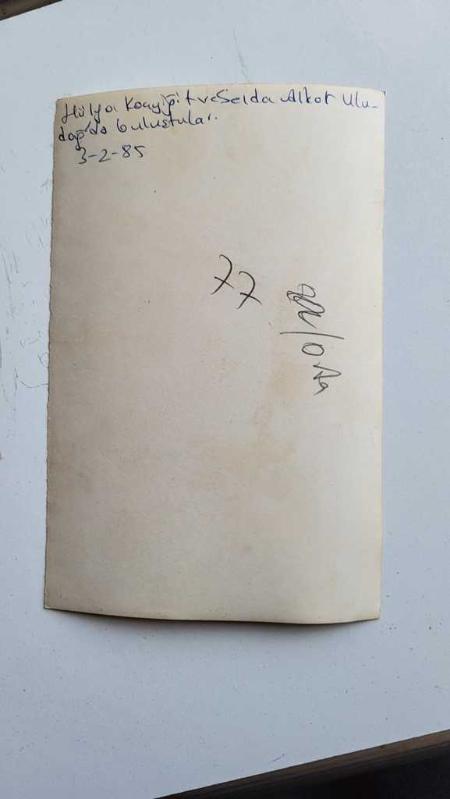 Hülya Koçyiğit ve Selda Alkor Ulu-
dağ'da buluştular.
3-2-85
77